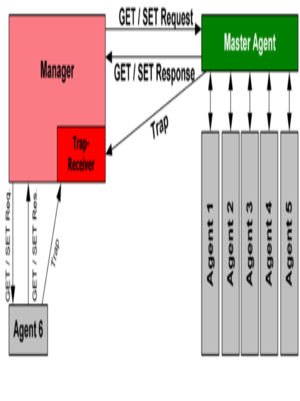 GET / SET Request
Manager
Master Agent
GET / SET Response
Trap
Trap-
Receiver
GET / SET Req.
GET / SET Res.
Trap
Agent 1
Agent 2
Agent 3
Agent 4
Agent 5
Agent 6